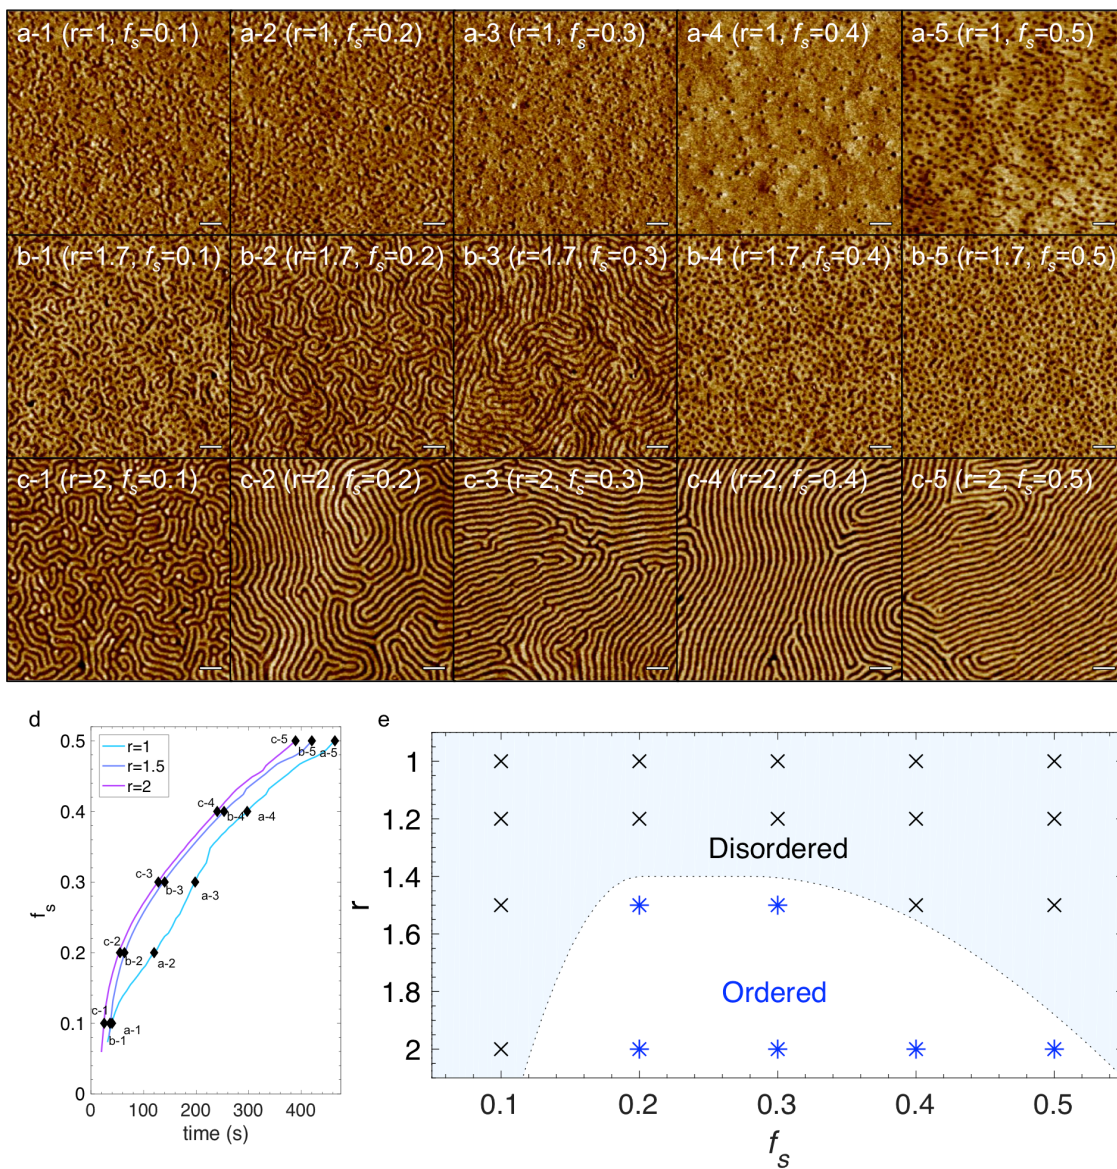 a-1 (r=1, fs=0.1) a-2 (r=1, fs=0.2) a-3 (r=1, fs=0.3) a-4 (r=1, fs=0.4) a-5 (r=1, fs=0.5)
b-1 (r=1.7, fs=0.1) b-2 (r=1.7, fs=0.2) b-3 (r=1.7, fs=0.3) b-4 (r=1.7, fs=0.4) b-5 (r=1.7, fs=0.5)
c-1 (r=2, fs=0.1) c-2 (r=2, fs=0.2) c-3 (r=2, fs=0.3) c-4 (r=2, fs=0.4) c-5 (r=2, fs=0.5)
d
r=1
r=1.5
r=2
c-5
b-5
a-5
c-4
b-4
a-4
c-3
b-3
a-3
c-2
b-2
a-2
c-1
b-1
a-1
0.5
0.4
0.3
0.2
0.1
0
fs
0 100 200 300 400
time (s)
e
1
1.2
1.4
1.6
1.8
2
r
Disordered
Ordered
0.1 0.2 0.3 0.4 0.5
fs